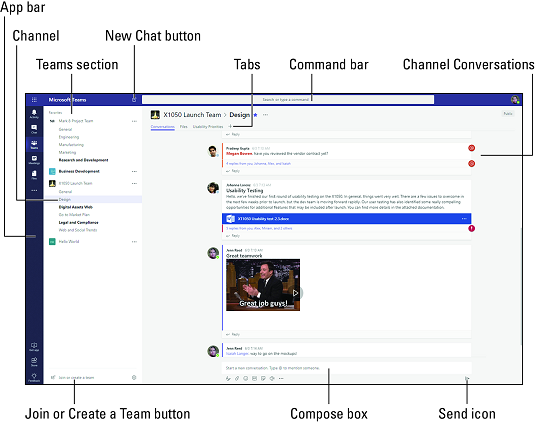 App bar
Channel
New Chat button
Teams section
Tabs
Command bar
Channel Conversations
Microsoft Teams
Search or type a command
Activity
Chat
Teams
Meetings
Files
Favorites
Mark 8 Project Team
General
Engineering
Manufacturing
Marketing
Research and Development
Business Development
X1050 Launch Team
General
Design
Digital Assets Web
Go to Market Plan
Legal and Compliance
Web and Social Trends
Hello World
Join or create a team
Store
Feedback
X1050 Launch Team > Design
Public
Conversations Files Usability Priorities +
Reply
Pradeep Gupta
Megan Bowen, have you reviewed the vendor contract yet?
Reply
Johanna Lorenz
Usability Testing
Hello, we've finished our first round of usability testing on the X1050. In general, things went very well. There are a few issues to overcome in
the next few weeks prior to launch, but the dev team is moving forward rapidly. Our user testing has also identified some really compelling
opportunities for additional features that may be included after launch. You can find more details in the attached documentation.
X1050 Usability test 2.3.docx
Reply
Joan Reed
Great teamwork
Great job guys!
Reply
Joan Reed
Isaiah Langer, way to go on the mockups!
Start a new conversation. Type @ to mention someone.
Join or Create a Team button
Compose box
Send icon